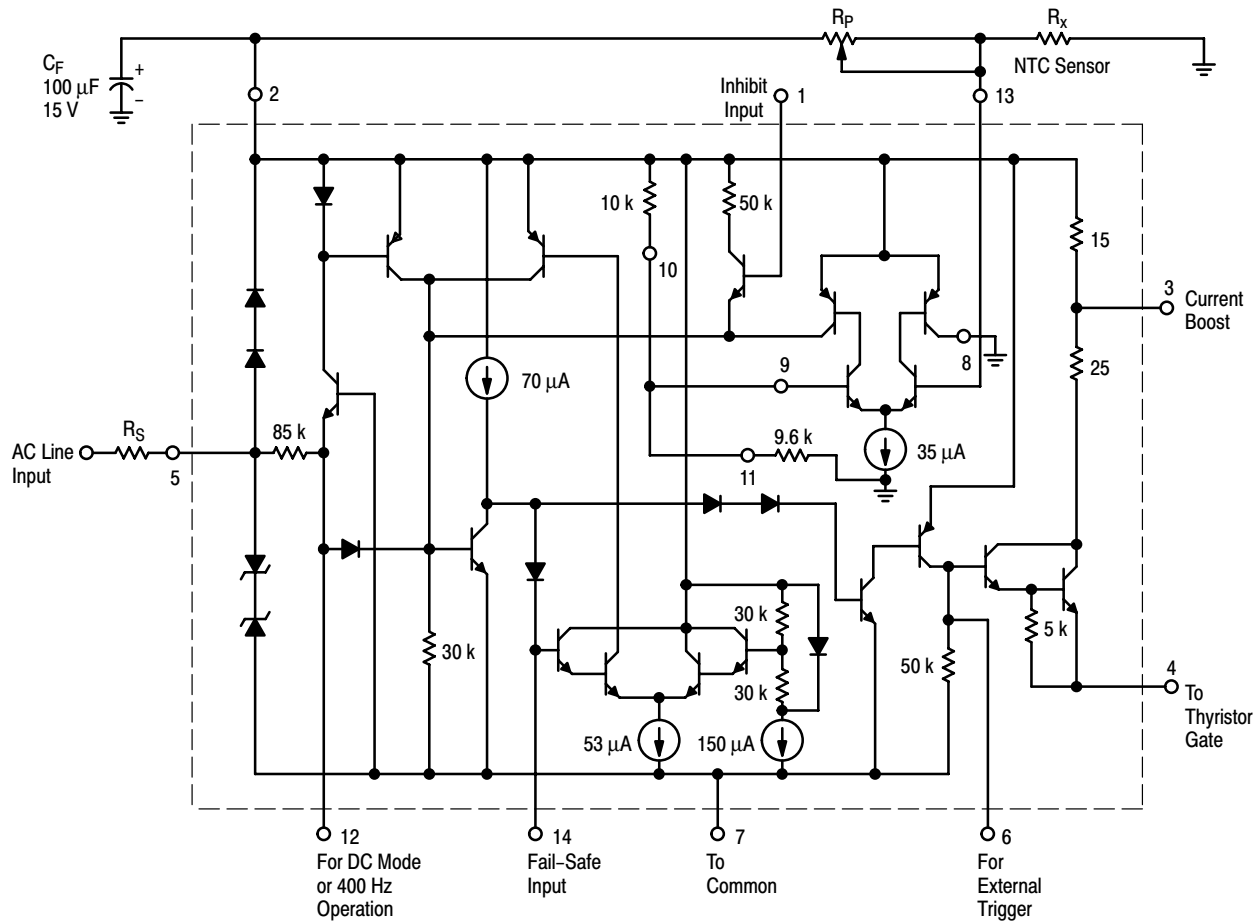 R_P
R_x
C_F
100 µF
15 V
+
−
NTC Sensor
2
Inhibit
Input
1
13
10 k
50 k
10
15
3
Current
Boost
8
25
9
70 µA
AC Line
Input
R_S
5
85 k
9.6 k
11
35 µA
30 k
30 k
30 k
5 k
50 k
4
To
Thyristor
Gate
53 µA
150 µA
12
For DC Mode
or 400 Hz
Operation
14
Fail–Safe
Input
7
To
Common
6
For
External
Trigger